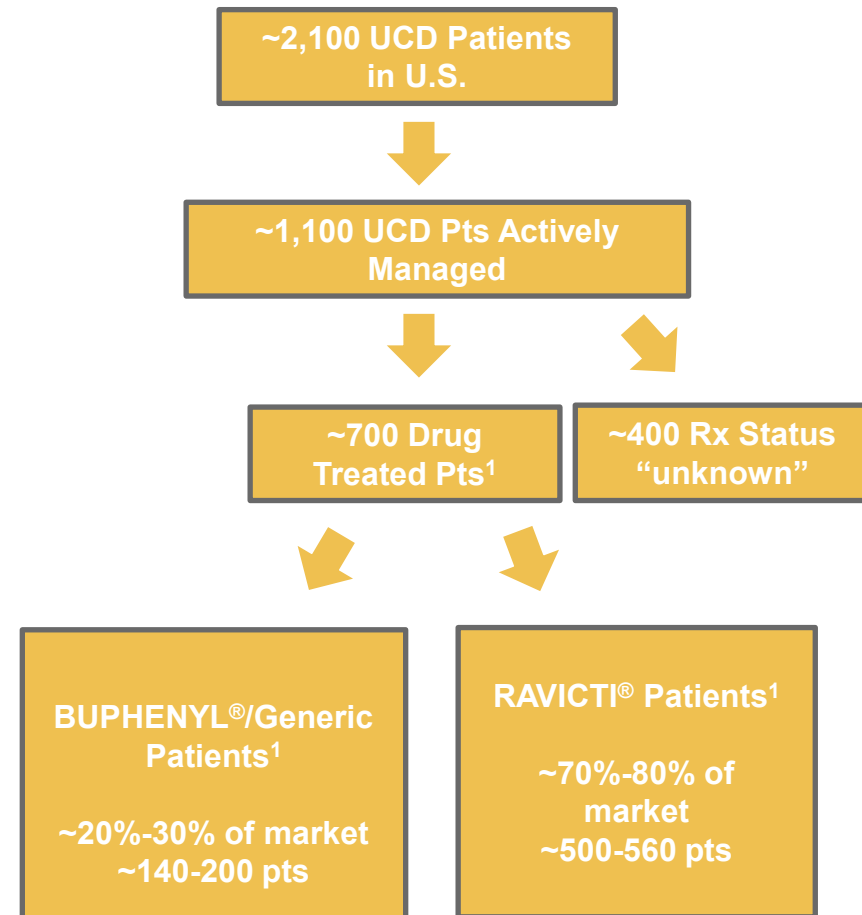 ~2,100 UCD Patients
in U.S.
~1,100 UCD Pts Actively
Managed
~700 Drug
Treated Pts¹
~400 Rx Status
“unknown”
BUPHENYL®/Generic
Patients¹
~20%-30% of market
~140-200 pts
RAVICTI® Patients¹
~70%-80% of
market
~500-560 pts